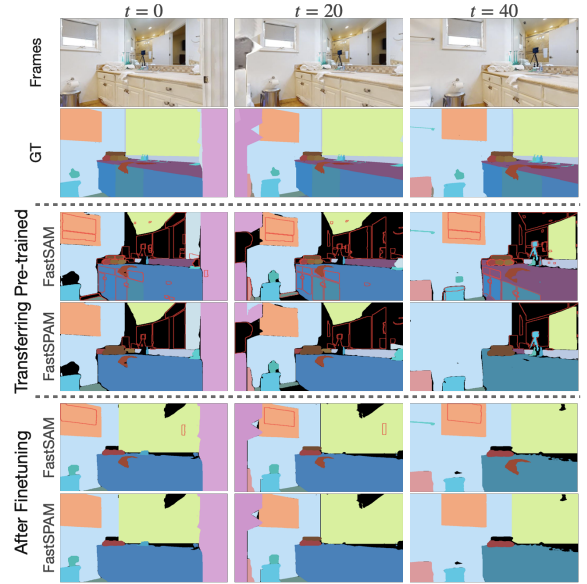 t = 0
t = 20
t = 40
Frames
GT
Transferring Pre-trained
FastSAM
FastSPAM
After Finetuning
FastSAM
FastSPAM